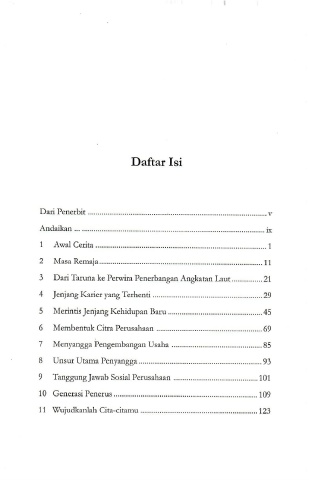 Daftar Isi
Dari Penerbit ........ v
Andaikan ... ........ ix
1 Awal Cerita ........ 1
2 Masa Remaja ........ 11
3 Dari Taruna ke Perwira Penerbangan Angkatan Laut ........ 21
4 Jenjang Karier yang Terhenti ........ 29
5 Merintis Jenjang Kehidupan Baru ........ 45
6 Membentuk Citra Perusahaan ........ 69
7 Menyangga Pengembangan Usaha ........ 85
8 Unsur Utama Penyangga ........ 93
9 Tanggung Jawab Sosial Perusahaan ........ 101
10 Generasi Penerus ........ 109
11 Wujudkanlah Cita-citamu ........ 123